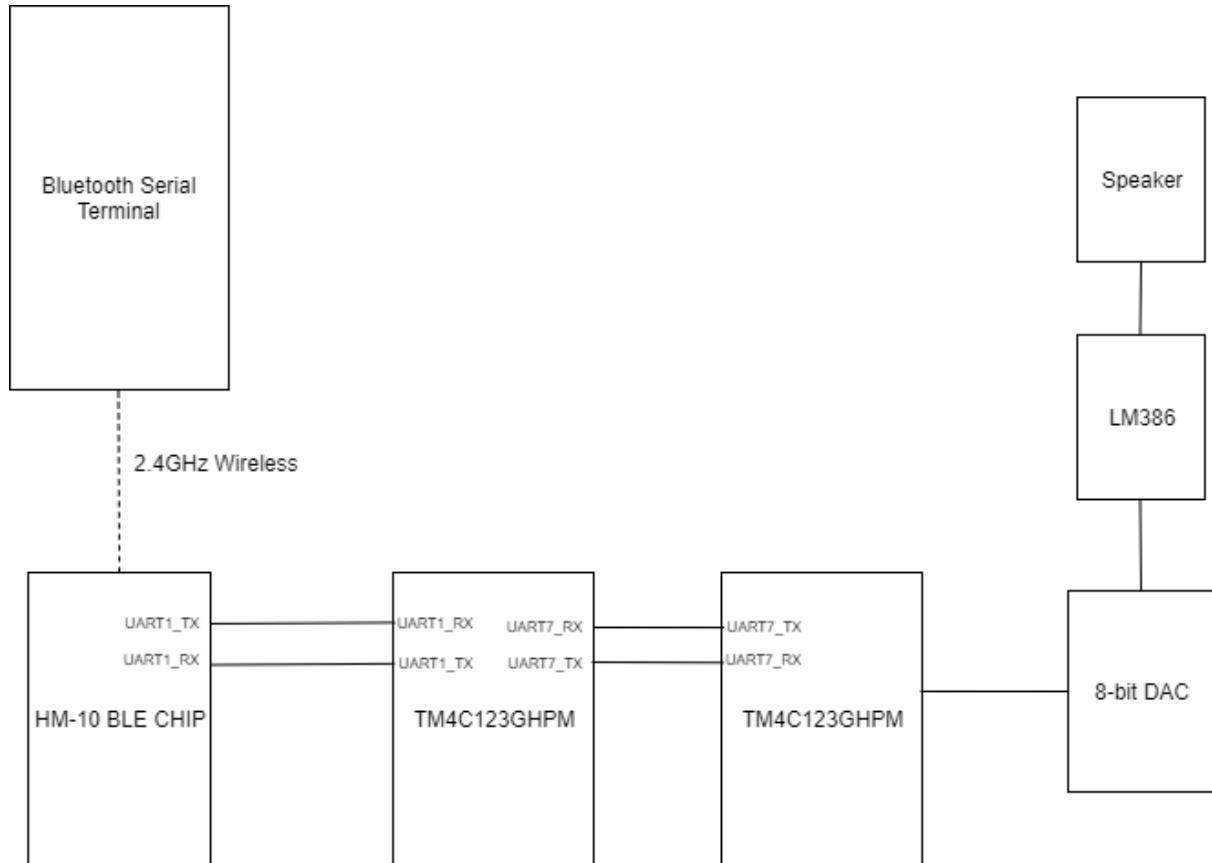 Bluetooth Serial
Terminal
Speaker
LM386
2.4GHz Wireless
UART1_TX
UART1_RX
HM-10 BLE CHIP
UART1_RX
UART1_TX
UART7_RX
UART7_TX
TM4C123GHPM
UART7_TX
UART7_RX
TM4C123GHPM
8-bit DAC